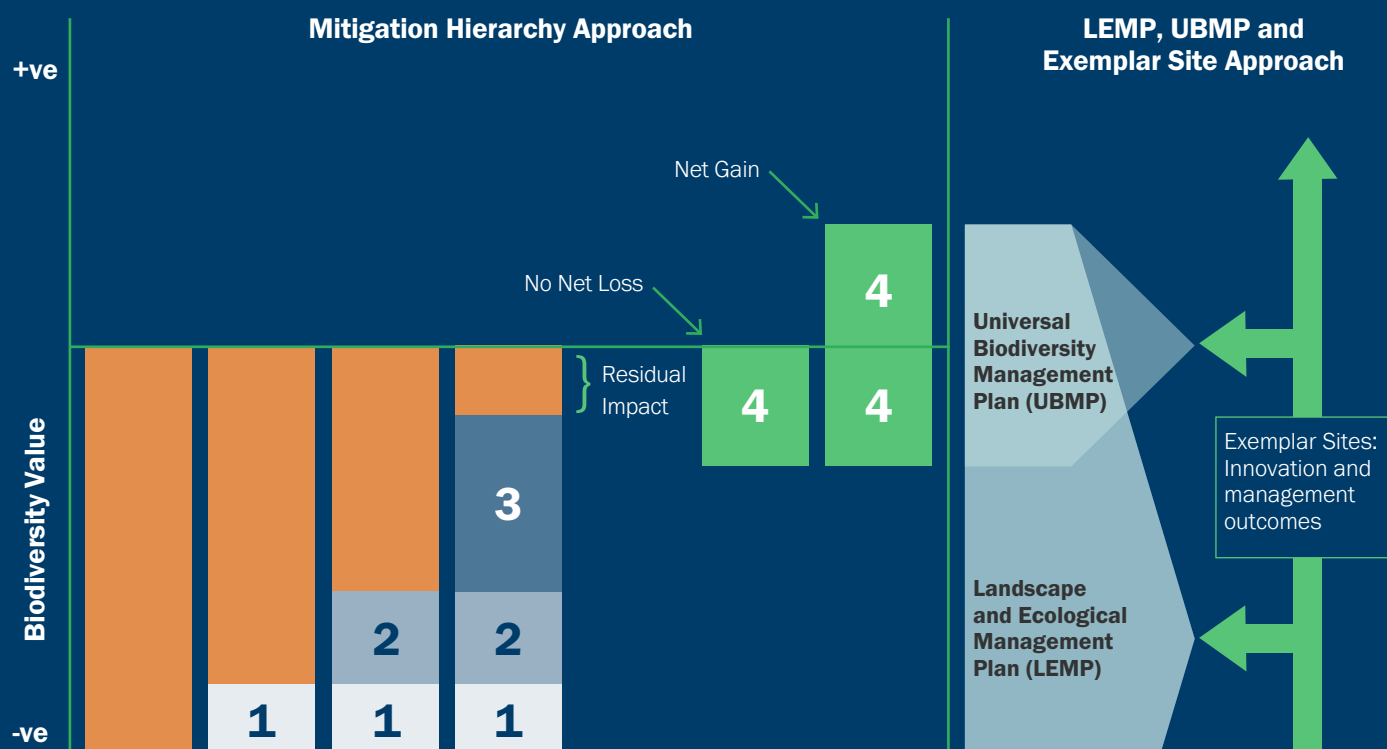 Mitigation Hierarchy Approach
LEMP, UBMP and
Exemplar Site Approach
+ve
Net Gain
No Net Loss
4
Residual
Impact
4
4
3
2
2
1
1
1
Biodiversity Value
-ve
Universal
Biodiversity
Management
Plan (UBMP)
Exemplar Sites:
Innovation and
management
outcomes
Landscape
and Ecological
Management
Plan (LEMP)